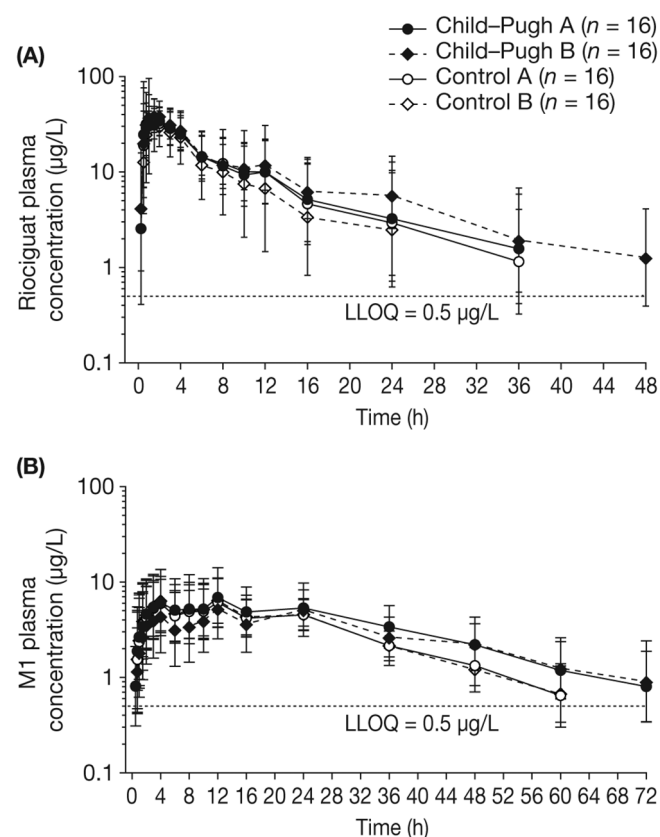 Child–Pugh A (n = 16)
Child–Pugh B (n = 16)
Control A (n = 16)
Control B (n = 16)
(A)
Riociguat plasma
concentration (µg/L)
100
10
1
0.1
LLOQ = 0.5 µg/L
0 4 8 12 16 20 24 28 32 36 40 44 48
Time (h)
(B)
M1 plasma
concentration (µg/L)
100
10
1
0.1
LLOQ = 0.5 µg/L
0 4 8 12 16 20 24 28 32 36 40 44 48 52 56 60 64 68 72
Time (h)